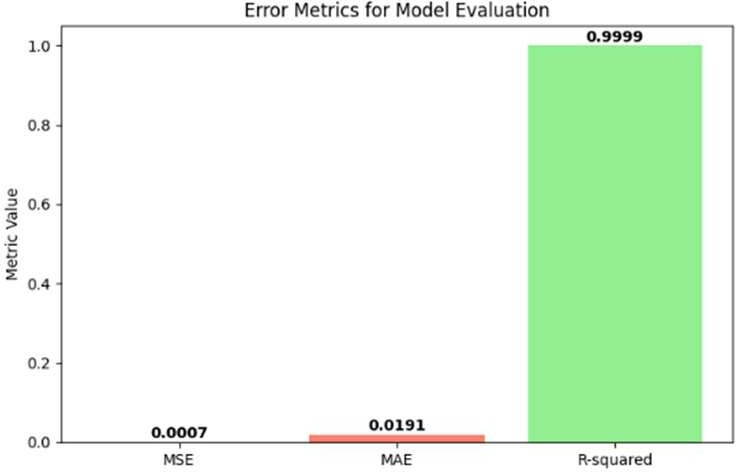 Error Metrics for Model Evaluation
0.9999
1.0
0.8
0.6
0.4
0.2
0.0
Metric Value
0.0007
0.0191
MSE
MAE
R-squared